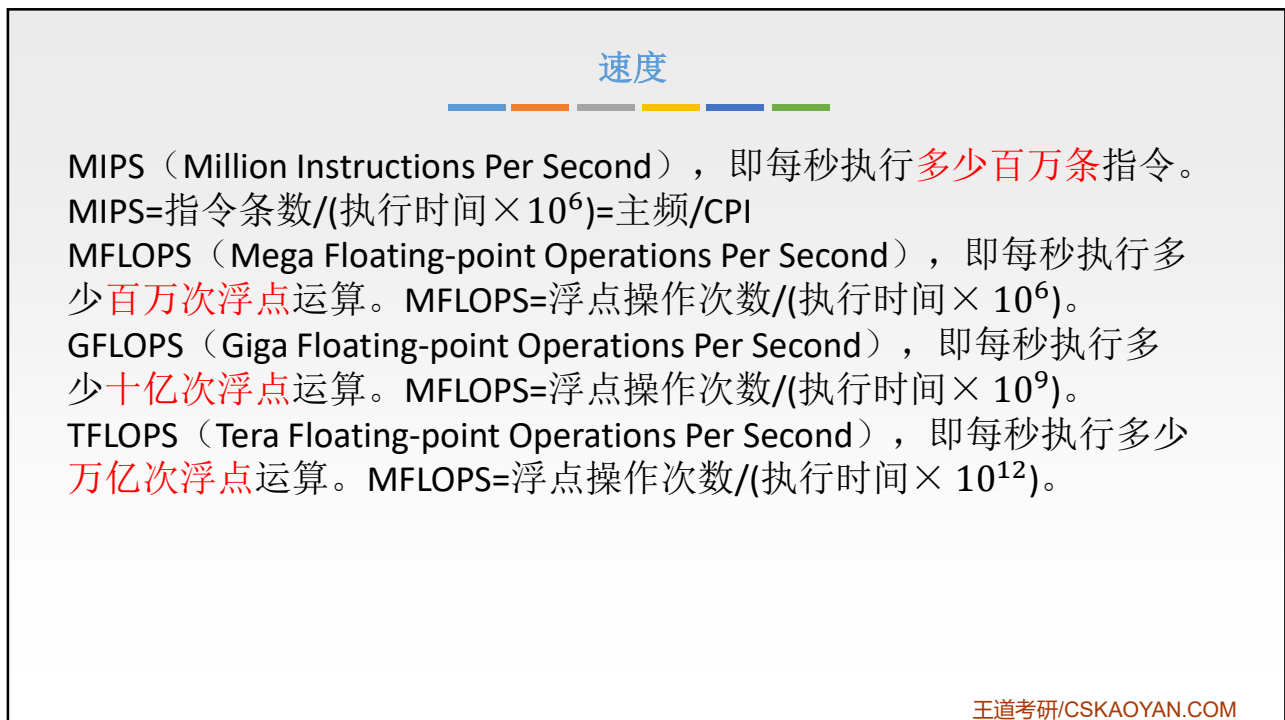 速度
MIPS（Million Instructions Per Second），即每秒执行多少百万条指令。
MIPS=指令条数/(执行时间×10⁶)=主频/CPI
MFLOPS（Mega Floating-point Operations Per Second），即每秒执行多
少百万次浮点运算。MFLOPS=浮点操作次数/(执行时间× 10⁶)。
GFLOPS（Giga Floating-point Operations Per Second），即每秒执行多
少十亿次浮点运算。MFLOPS=浮点操作次数/(执行时间× 10⁹)。
TFLOPS（Tera Floating-point Operations Per Second），即每秒执行多少
万亿次浮点运算。MFLOPS=浮点操作次数/(执行时间× 10¹²)。
王道考研/CSKAOYAN.COM